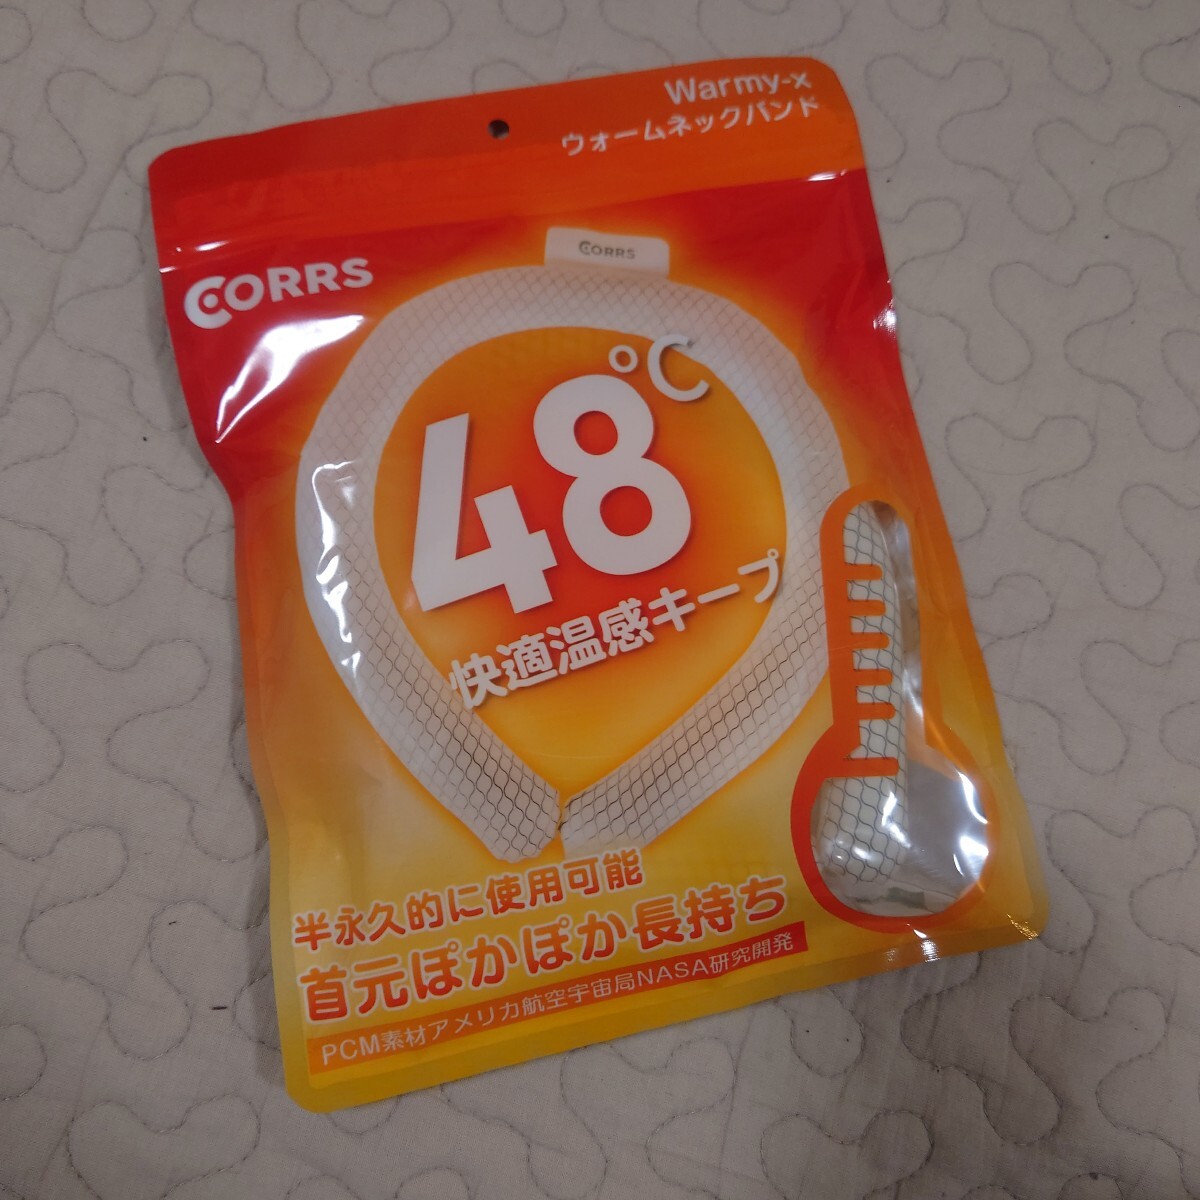 Warmy-x
ウォームネックバンド
CORRS
CORRS
48℃
快適温感キープ
半永久的に使用可能
首元ぽかぽか長持ち
PCM素材アメリカ航空宇宙局NASA研究開発